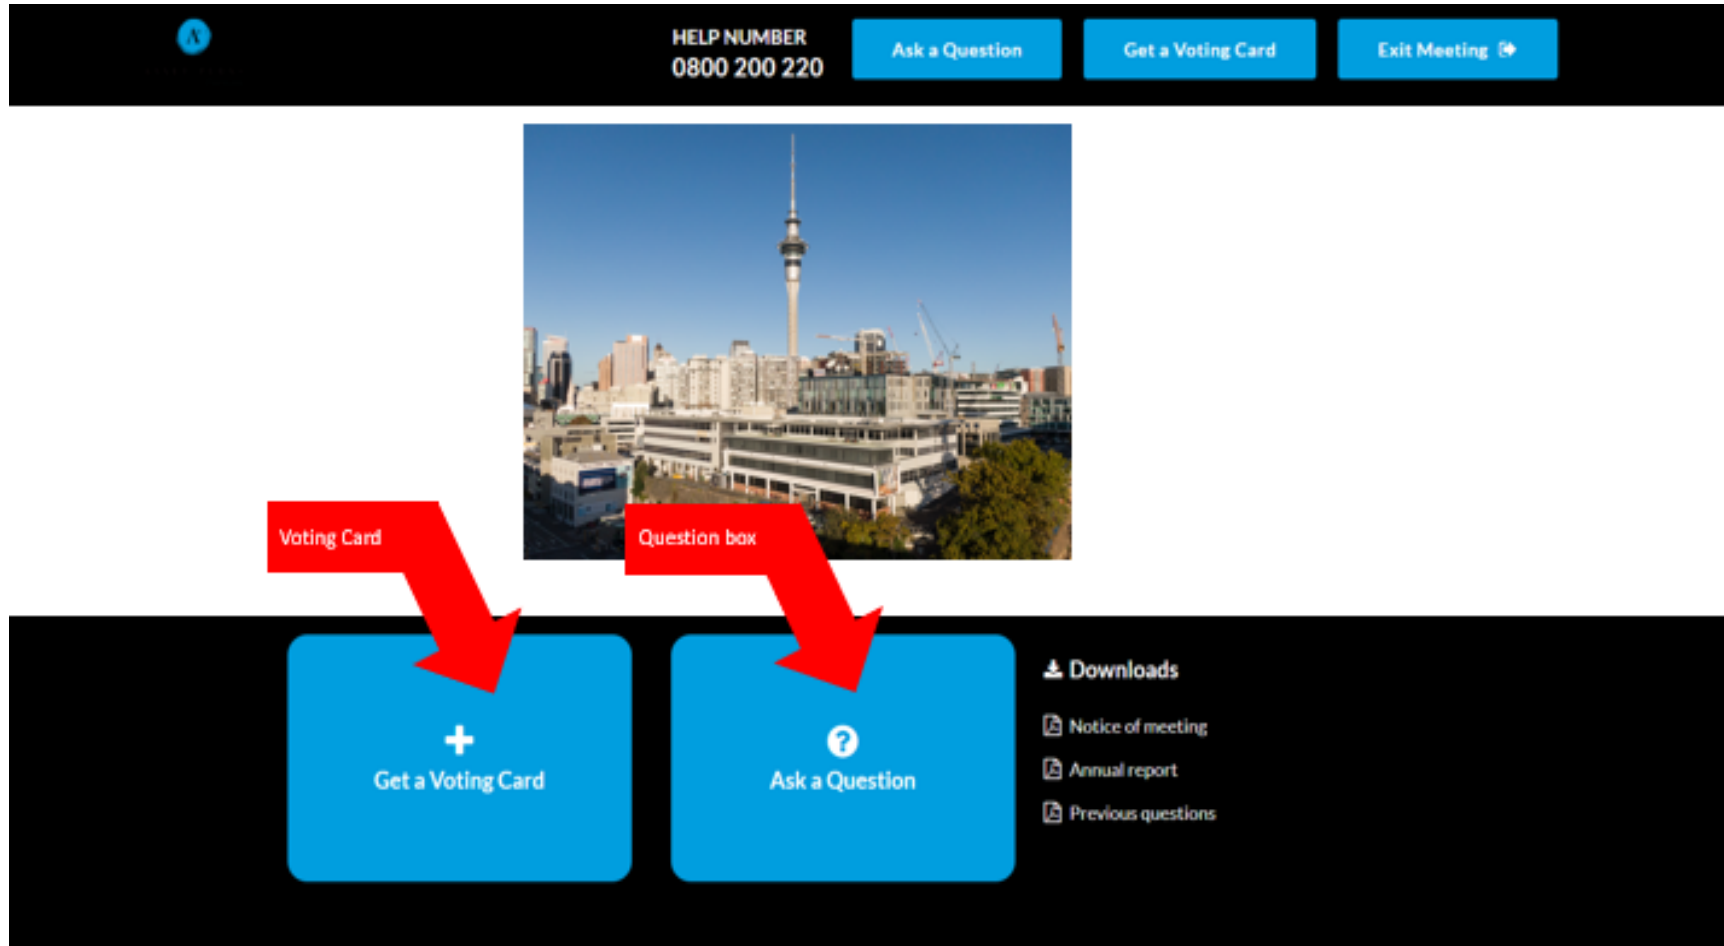 HELP NUMBER
0800 200 220
Ask a Question
Get a Voting Card
Exit Meeting
Voting Card
Question box
Get a Voting Card
Ask a Question
Downloads
Notice of meeting
Annual report
Previous questions